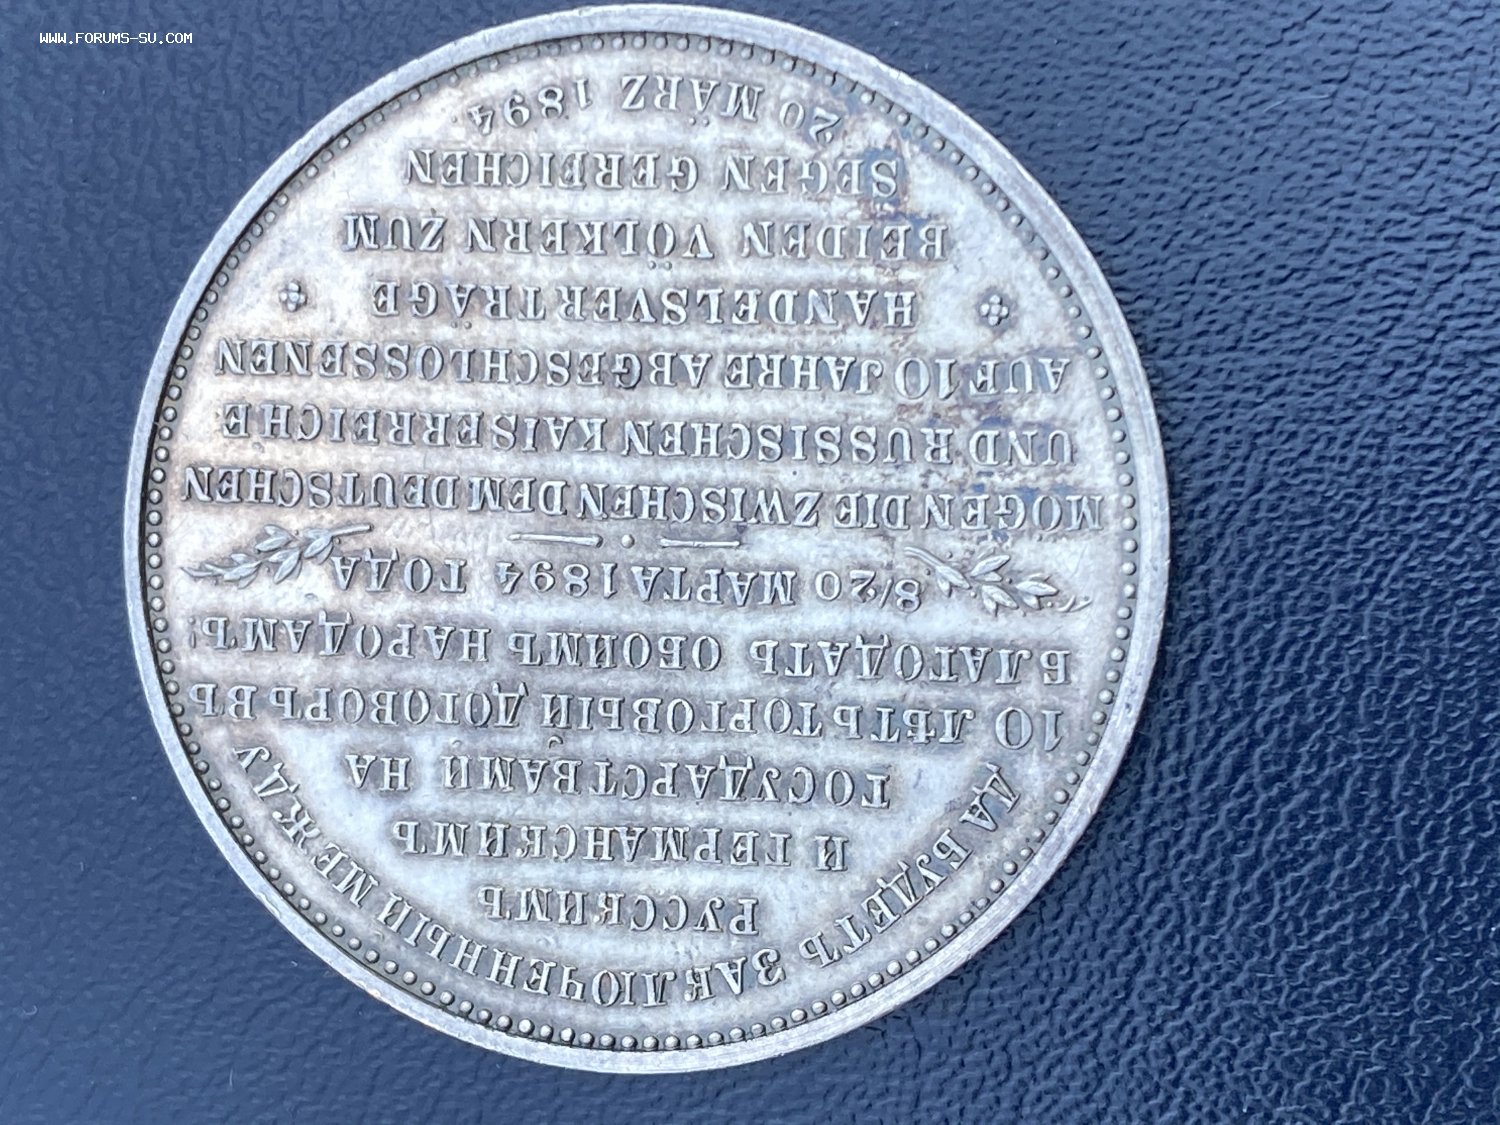 WWW.FORUMS-SU.COM
ДА БУДЕТЪ ЗАКЛЮЧЕННЫЙ МЕЖДУ
РУССКИМЪ
И ГЕРМАНСКИМЪ
ГОСУДАРСТВАМИ НА
10 ЛѢТЪ ТОРГОВЫЙ ДОГОВОРЪ ВЪ
БЛАГОДАТЬ ОБОИМЪ НАРОДАМЪ!
8/20 МАРТА 1894 ГОДА
MÖGEN DIE ZWISCHEN DEM DEUTSCHEN
UND RUSSISCHEN KAISERREICHE
AUF 10 JAHRE ABGESCHLOSSENEN
HANDELSVERTRÄGE
BEIDEN VÖLKERN ZUM
SEGEN GEREICHEN
20 MÄRZ 1894.